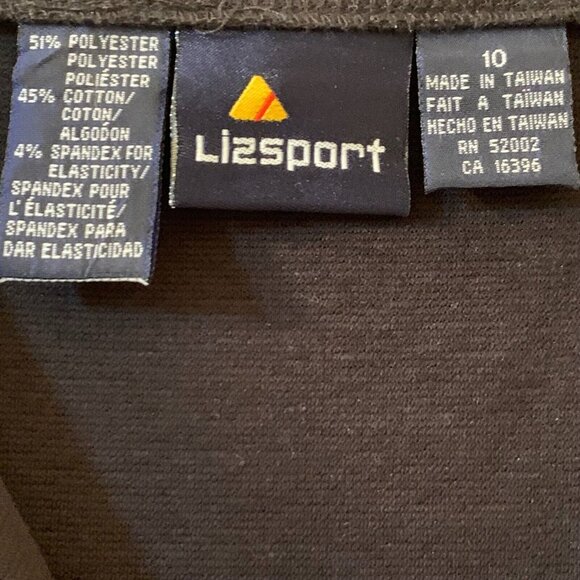 51% POLYESTER
POLYESTER
POLIÉSTER
45% COTTON/
COTON/
ALGODON
4% SPANDEX FOR
ELASTICITY/
SPANDEX POUR
L'ÉLASTICITÉ/
SPANDEX PARA
DAR ELASTICIDAD
Lizsport
10
MADE IN TAIWAN
FAIT A TAÏWAN
HECHO EN TAIWAN
RN 52002
CA 16396